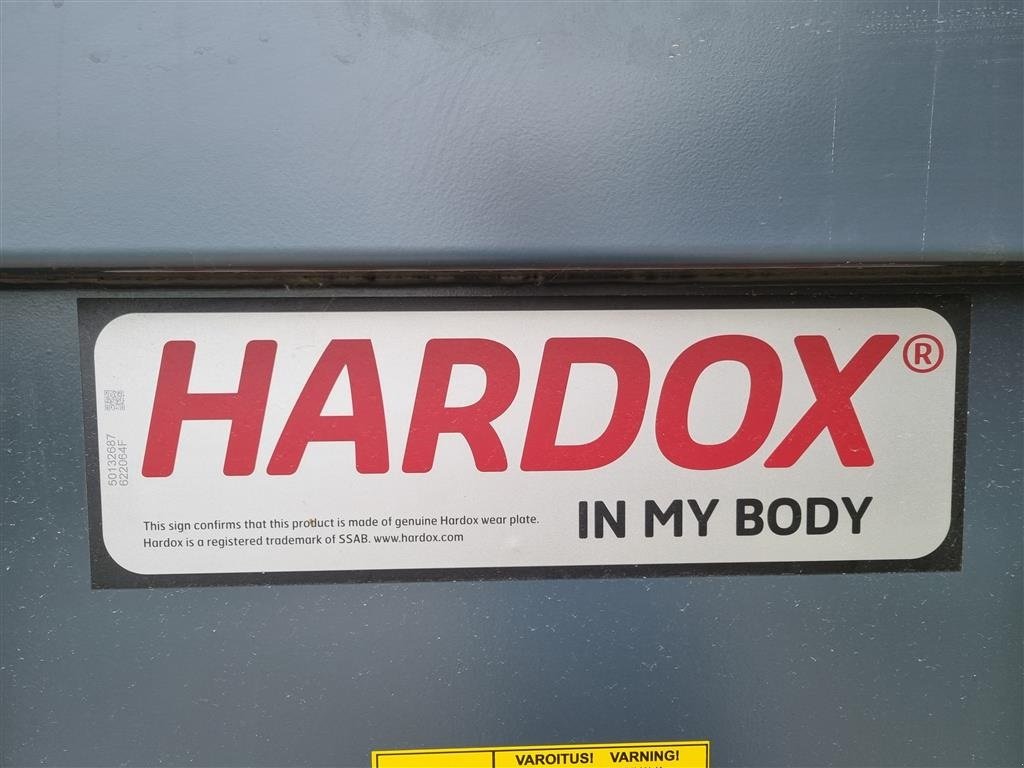 HARDOX®
50132687
622064F
IN MY BODY
This sign confirms that this product is made of genuine Hardox wear plate.
Hardox is a registered trademark of SSAB. www.hardox.com
VAROITUS! VARNING!